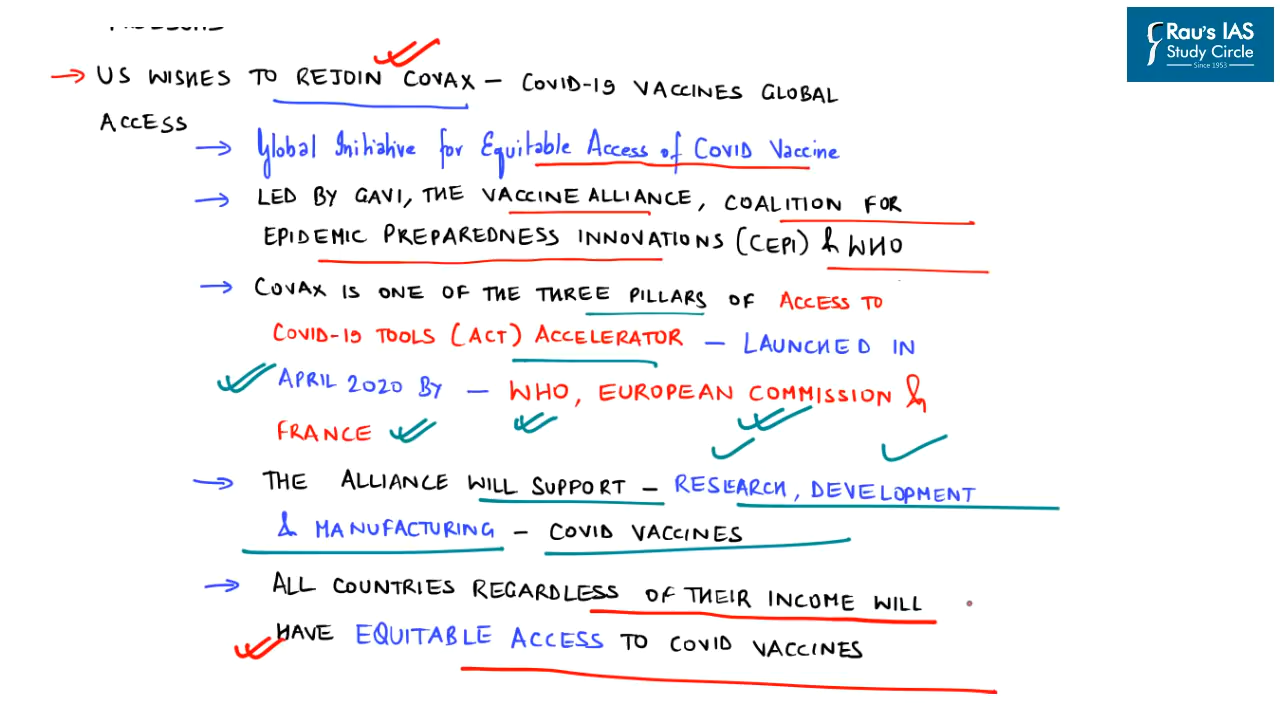 Rau's IAS
Study Circle
Since 1953
→ US WISHES TO REJOIN COVAX – COVID-19 VACCINES GLOBAL
ACCESS
→ Global Initiative for Equitable Access of COVID Vaccine
→ LED BY GAVI, THE VACCINE ALLIANCE, COALITION FOR
EPIDEMIC PREPAREDNESS INNOVATIONS (CEPI) & WHO
→ COVAX IS ONE OF THE THREE PILLARS OF ACCESS TO
COVID-19 TOOLS (ACT) ACCELERATOR – LAUNCHED IN
APRIL 2020 BY – WHO, EUROPEAN COMMISSION &
FRANCE
→ THE ALLIANCE WILL SUPPORT – RESEARCH, DEVELOPMENT
& MANUFACTURING – COVID VACCINES
→ ALL COUNTRIES REGARDLESS OF THEIR INCOME WILL
HAVE EQUITABLE ACCESS TO COVID VACCINES